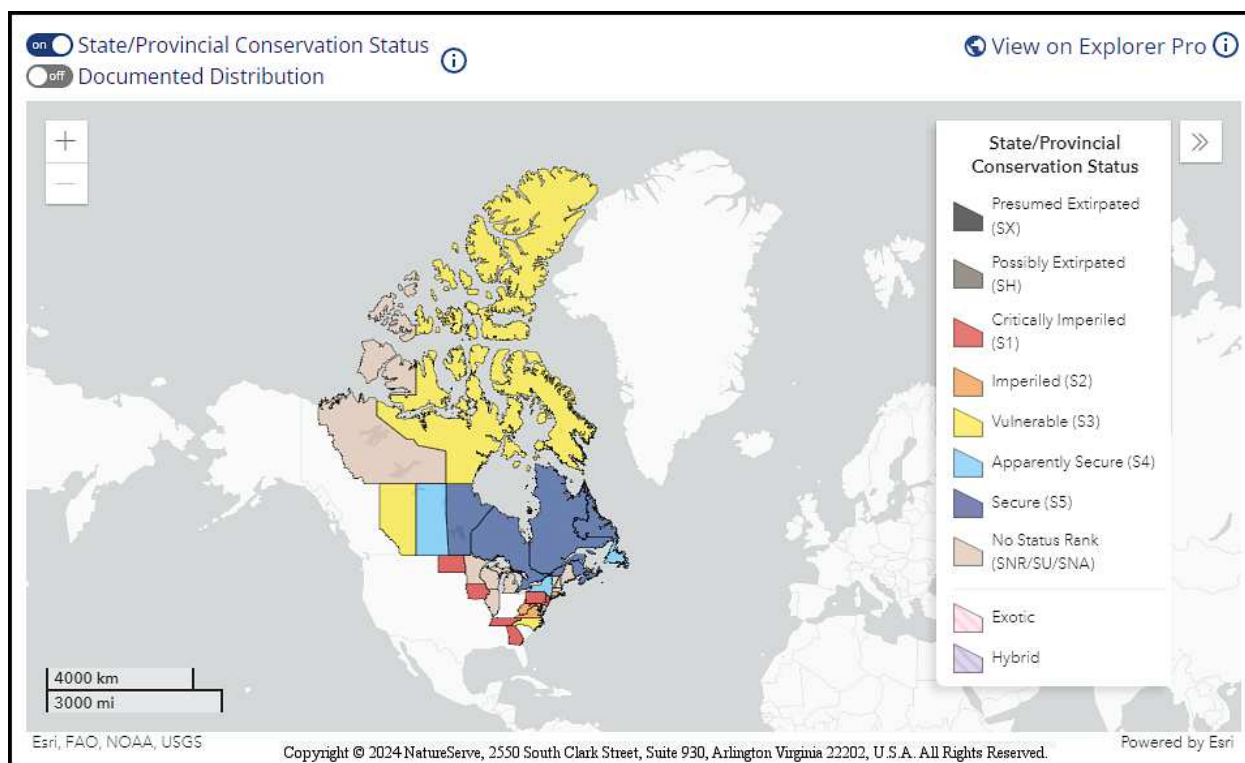 on State/Provincial Conservation Status
off Documented Distribution
View on Explorer Pro
State/Provincial
Conservation Status
Presumed Extirpated
(SX)
Possibly Extirpated
(SH)
Critically Imperiled
(S1)
Imperiled (S2)
Vulnerable (S3)
Apparently Secure (S4)
Secure (S5)
No Status Rank
(SNR/SU/SNA)
Exotic
Hybrid
4000 km
3000 mi
Esri, FAO, NOAA, USGS
Powered by Esri
Copyright © 2024 NatureServe, 2550 South Clark Street, Suite 930, Arlington Virginia 22202, U.S.A. All Rights Reserved.